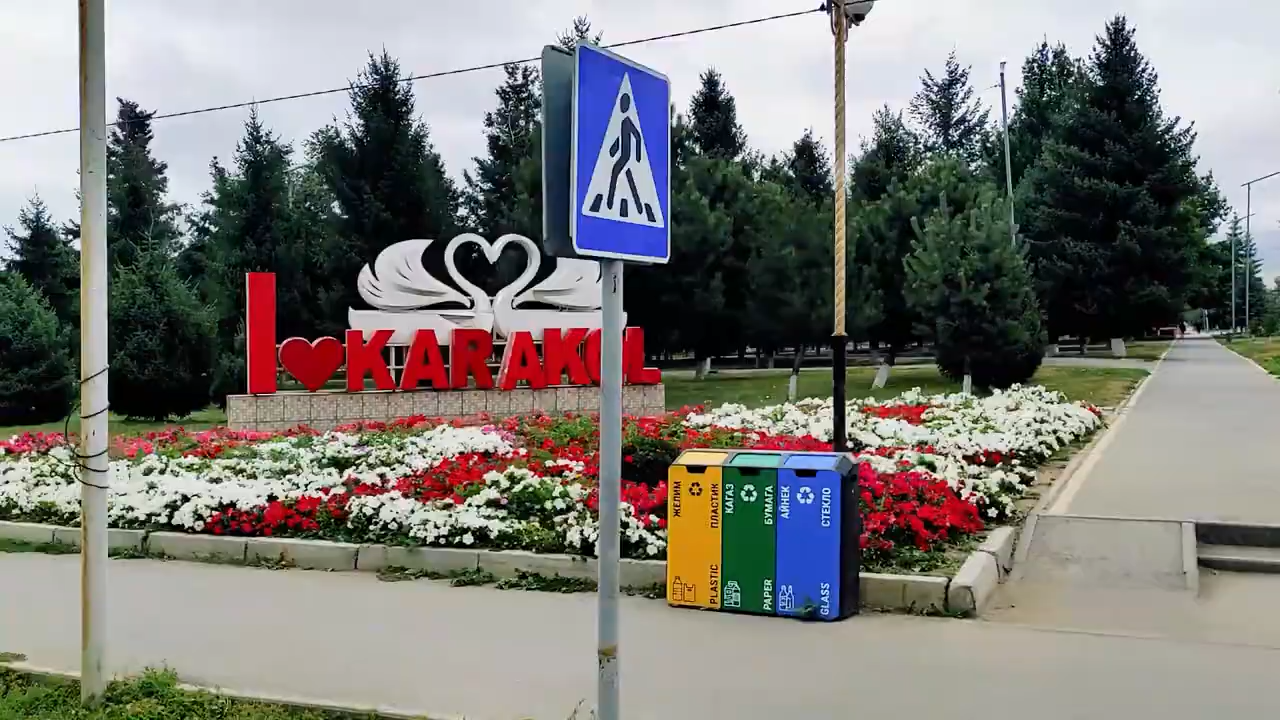 I ❤ KARAKOL
ЖЕЛИМ
ПЛАСТИК
PLASTIC
КАГАЗ
БУМАГА
PAPER
АЙНЕК
СТЕКЛО
GLASS